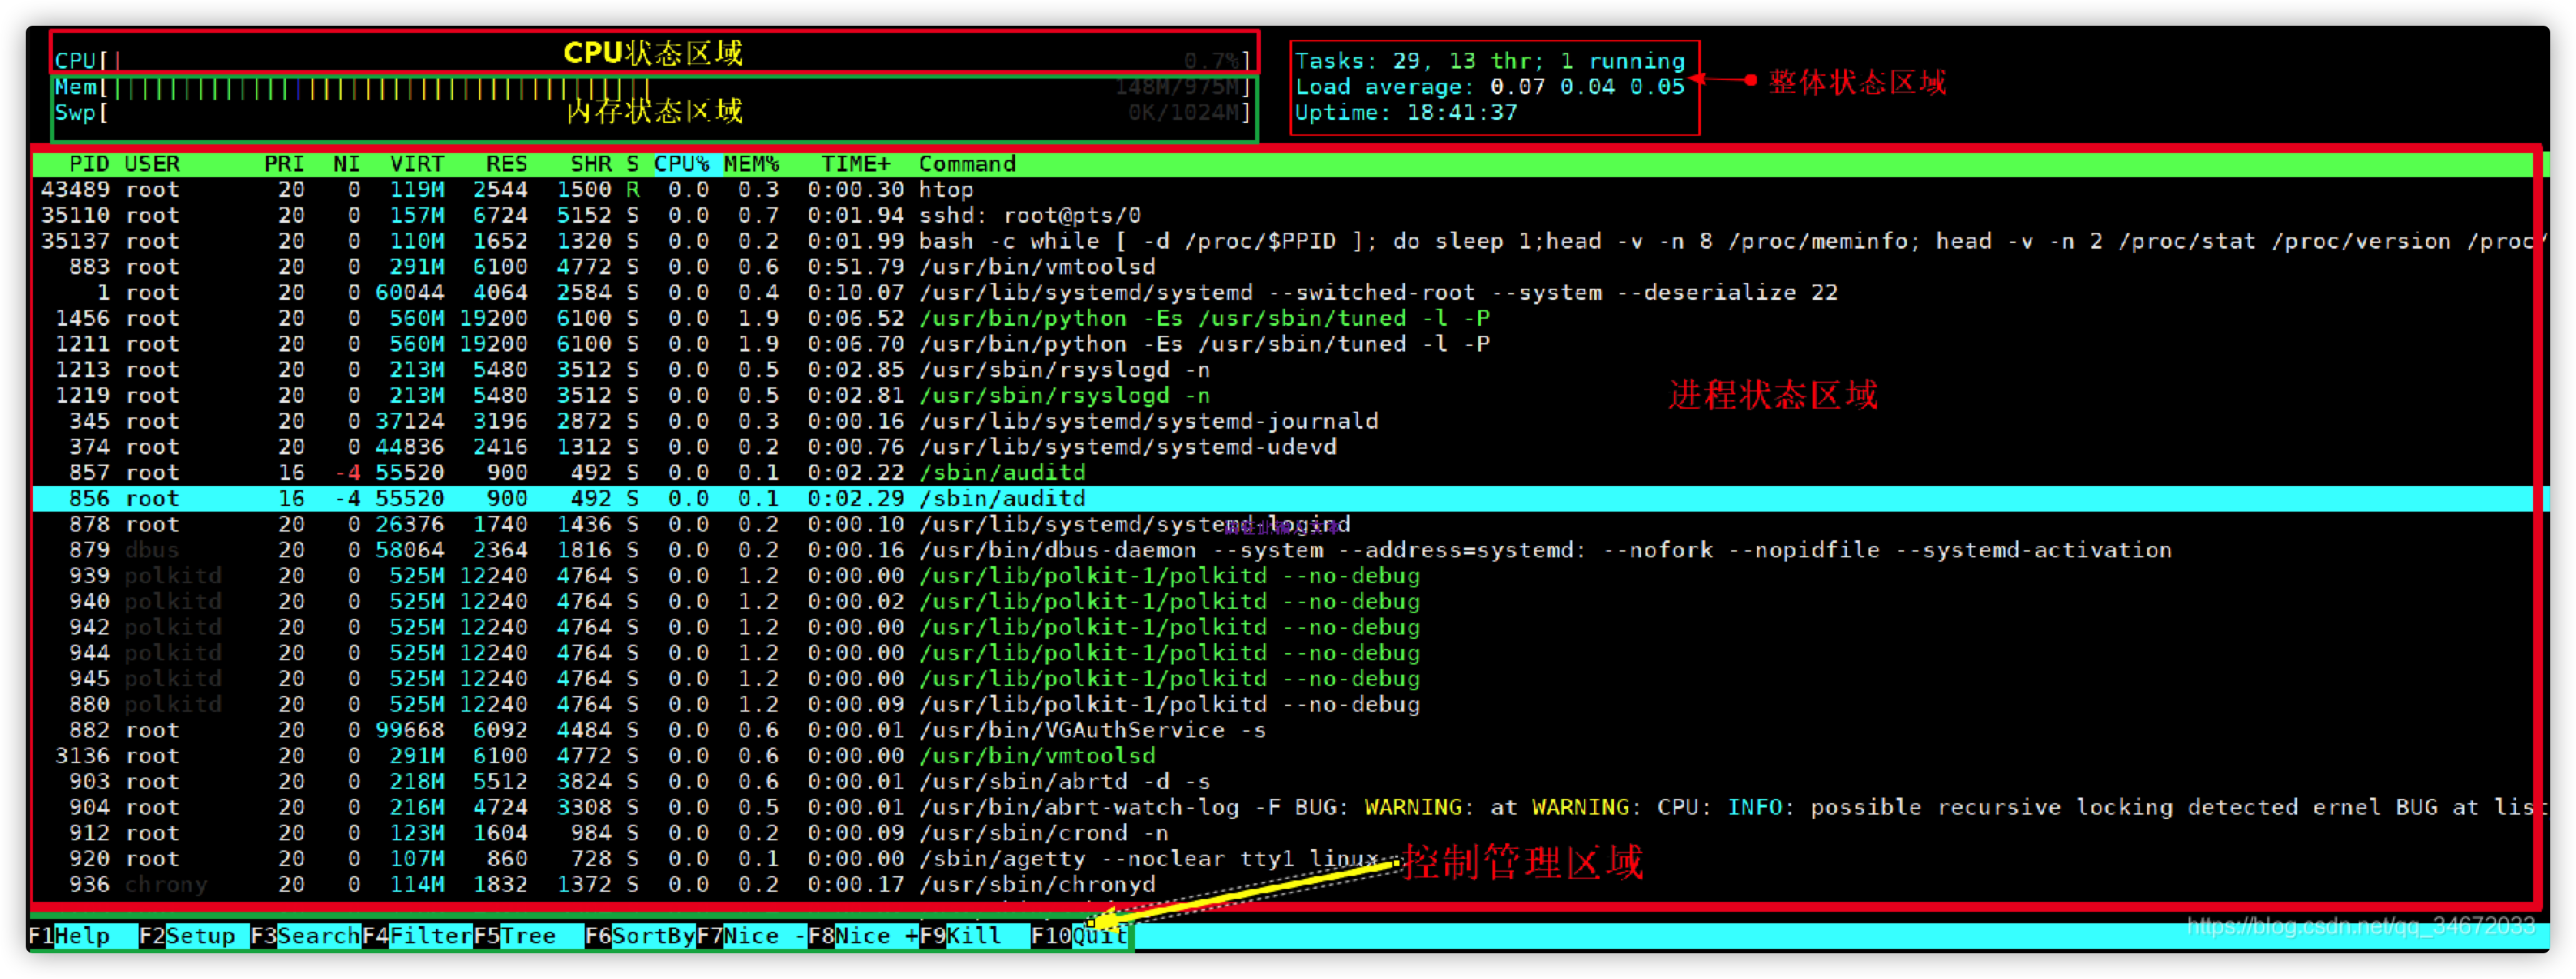 CPU[| CPU状态区域 0.7%]
Mem[ 148M/975M]
Swp[ 内存状态区域 0K/1024M]
Tasks: 29, 13 thr; 1 running
Load average: 0.07 0.04 0.05
Uptime: 18:41:37
整体状态区域
PID USER PRI NI VIRT RES SHR S CPU% MEM% TIME+ Command
43489 root 20 0 119M 2544 1500 R 0.0 0.3 0:00.30 htop
35110 root 20 0 157M 6724 5152 S 0.0 0.7 0:01.94 sshd: root@pts/0
35137 root 20 0 110M 1652 1320 S 0.0 0.2 0:01.99 bash -c while [ -d /proc/$PPID ]; do sleep 1;head -v -n 8 /proc/meminfo; head -v -n 2 /proc/stat /proc/version /proc/
883 root 20 0 291M 6100 4772 S 0.0 0.6 0:51.79 /usr/bin/vmtoolsd
1 root 20 0 60044 4064 2584 S 0.0 0.4 0:10.07 /usr/lib/systemd/systemd --switched-root --system --deserialize 22
1456 root 20 0 560M 19200 6100 S 0.0 1.9 0:06.52 /usr/bin/python -Es /usr/sbin/tuned -l -P
1211 root 20 0 560M 19200 6100 S 0.0 1.9 0:06.70 /usr/bin/python -Es /usr/sbin/tuned -l -P
1213 root 20 0 213M 5480 3512 S 0.0 0.5 0:02.85 /usr/sbin/rsyslogd -n
1219 root 20 0 213M 5480 3512 S 0.0 0.5 0:02.81 /usr/sbin/rsyslogd -n
进程状态区域
345 root 20 0 37124 3196 2872 S 0.0 0.3 0:00.16 /usr/lib/systemd/systemd-journald
374 root 20 0 44836 2416 1312 S 0.0 0.2 0:00.76 /usr/lib/systemd/systemd-udevd
857 root 16 -4 55520 900 492 S 0.0 0.1 0:02.22 /sbin/auditd
856 root 16 -4 55520 900 492 S 0.0 0.1 0:02.29 /sbin/auditd
878 root 20 0 26376 1740 1436 S 0.0 0.2 0:00.10 /usr/lib/systemd/systemd-logind
879 dbus 20 0 58064 2364 1816 S 0.0 0.2 0:00.16 /usr/bin/dbus-daemon --system --address=systemd: --nofork --nopidfile --systemd-activation
939 polkitd 20 0 525M 12240 4764 S 0.0 1.2 0:00.00 /usr/lib/polkit-1/polkitd --no-debug
940 polkitd 20 0 525M 12240 4764 S 0.0 1.2 0:00.02 /usr/lib/polkit-1/polkitd --no-debug
942 polkitd 20 0 525M 12240 4764 S 0.0 1.2 0:00.00 /usr/lib/polkit-1/polkitd --no-debug
944 polkitd 20 0 525M 12240 4764 S 0.0 1.2 0:00.00 /usr/lib/polkit-1/polkitd --no-debug
945 polkitd 20 0 525M 12240 4764 S 0.0 1.2 0:00.00 /usr/lib/polkit-1/polkitd --no-debug
880 polkitd 20 0 525M 12240 4764 S 0.0 1.2 0:00.09 /usr/lib/polkit-1/polkitd --no-debug
882 root 20 0 99668 6092 4484 S 0.0 0.6 0:00.01 /usr/bin/VGAuthService -s
3136 root 20 0 291M 6100 4772 S 0.0 0.6 0:00.00 /usr/bin/vmtoolsd
903 root 20 0 218M 5512 3824 S 0.0 0.6 0:00.01 /usr/sbin/abrtd -d -s
904 root 20 0 216M 4724 3308 S 0.0 0.5 0:00.01 /usr/bin/abrt-watch-log -F BUG: WARNING: at WARNING: CPU: INFO: possible recursive locking detected ernel BUG at list
912 root 20 0 123M 1604 984 S 0.0 0.2 0:00.09 /usr/sbin/crond -n
920 root 20 0 107M 860 728 S 0.0 0.1 0:00.00 /sbin/agetty --noclear tty1 linux
控制管理区域
936 chrony 20 0 114M 1832 1372 S 0.0 0.2 0:00.17 /usr/sbin/chronyd
F1Help F2Setup F3SearchF4FilterF5Tree F6SortByF7Nice -F8Nice +F9Kill F10Quit
https://blog.csdn.net/qq_34672033